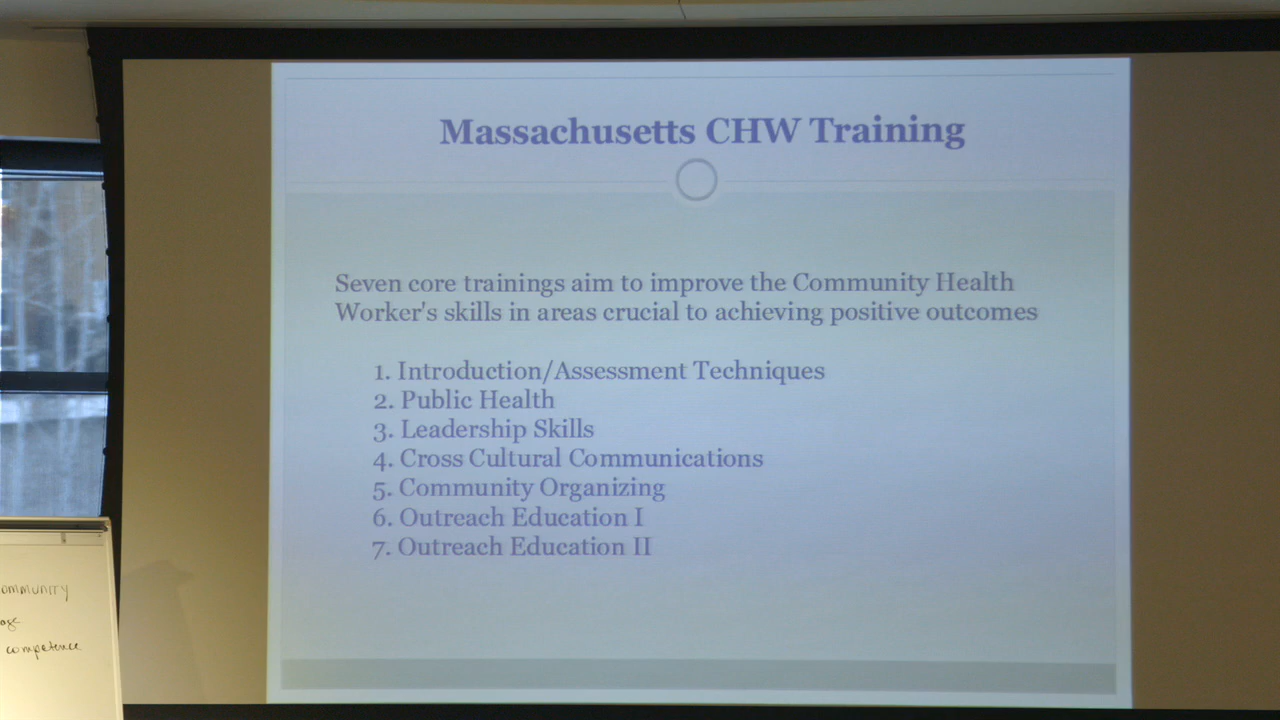 Massachusetts CHW Training
Seven core trainings aim to improve the Community Health
Worker's skills in areas crucial to achieving positive outcomes
1. Introduction/Assessment Techniques
2. Public Health
3. Leadership Skills
4. Cross Cultural Communications
5. Community Organizing
6. Outreach Education I
7. Outreach Education II
ommunity
competence